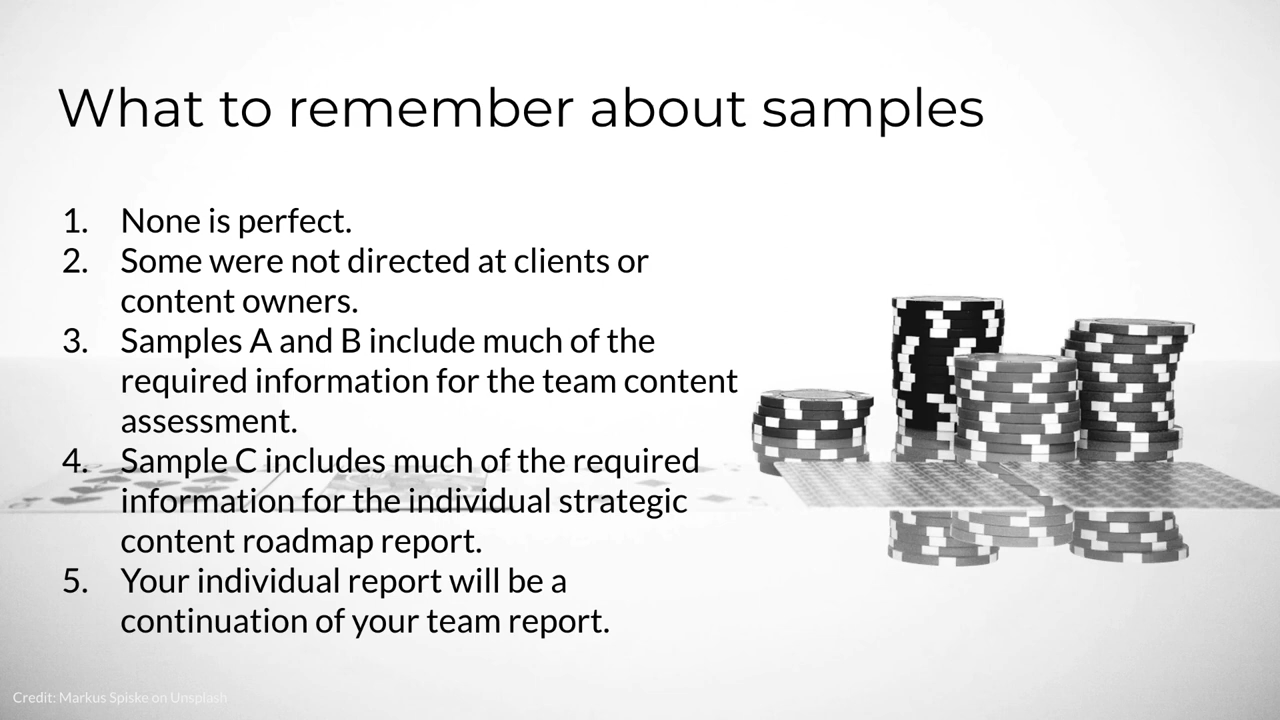 What to remember about samples
1. None is perfect.
2. Some were not directed at clients or
content owners.
3. Samples A and B include much of the
required information for the team content
assessment.
4. Sample C includes much of the required
information for the individual strategic
content roadmap report.
5. Your individual report will be a
continuation of your team report.
Credit: Markus Spiske on Unsplash